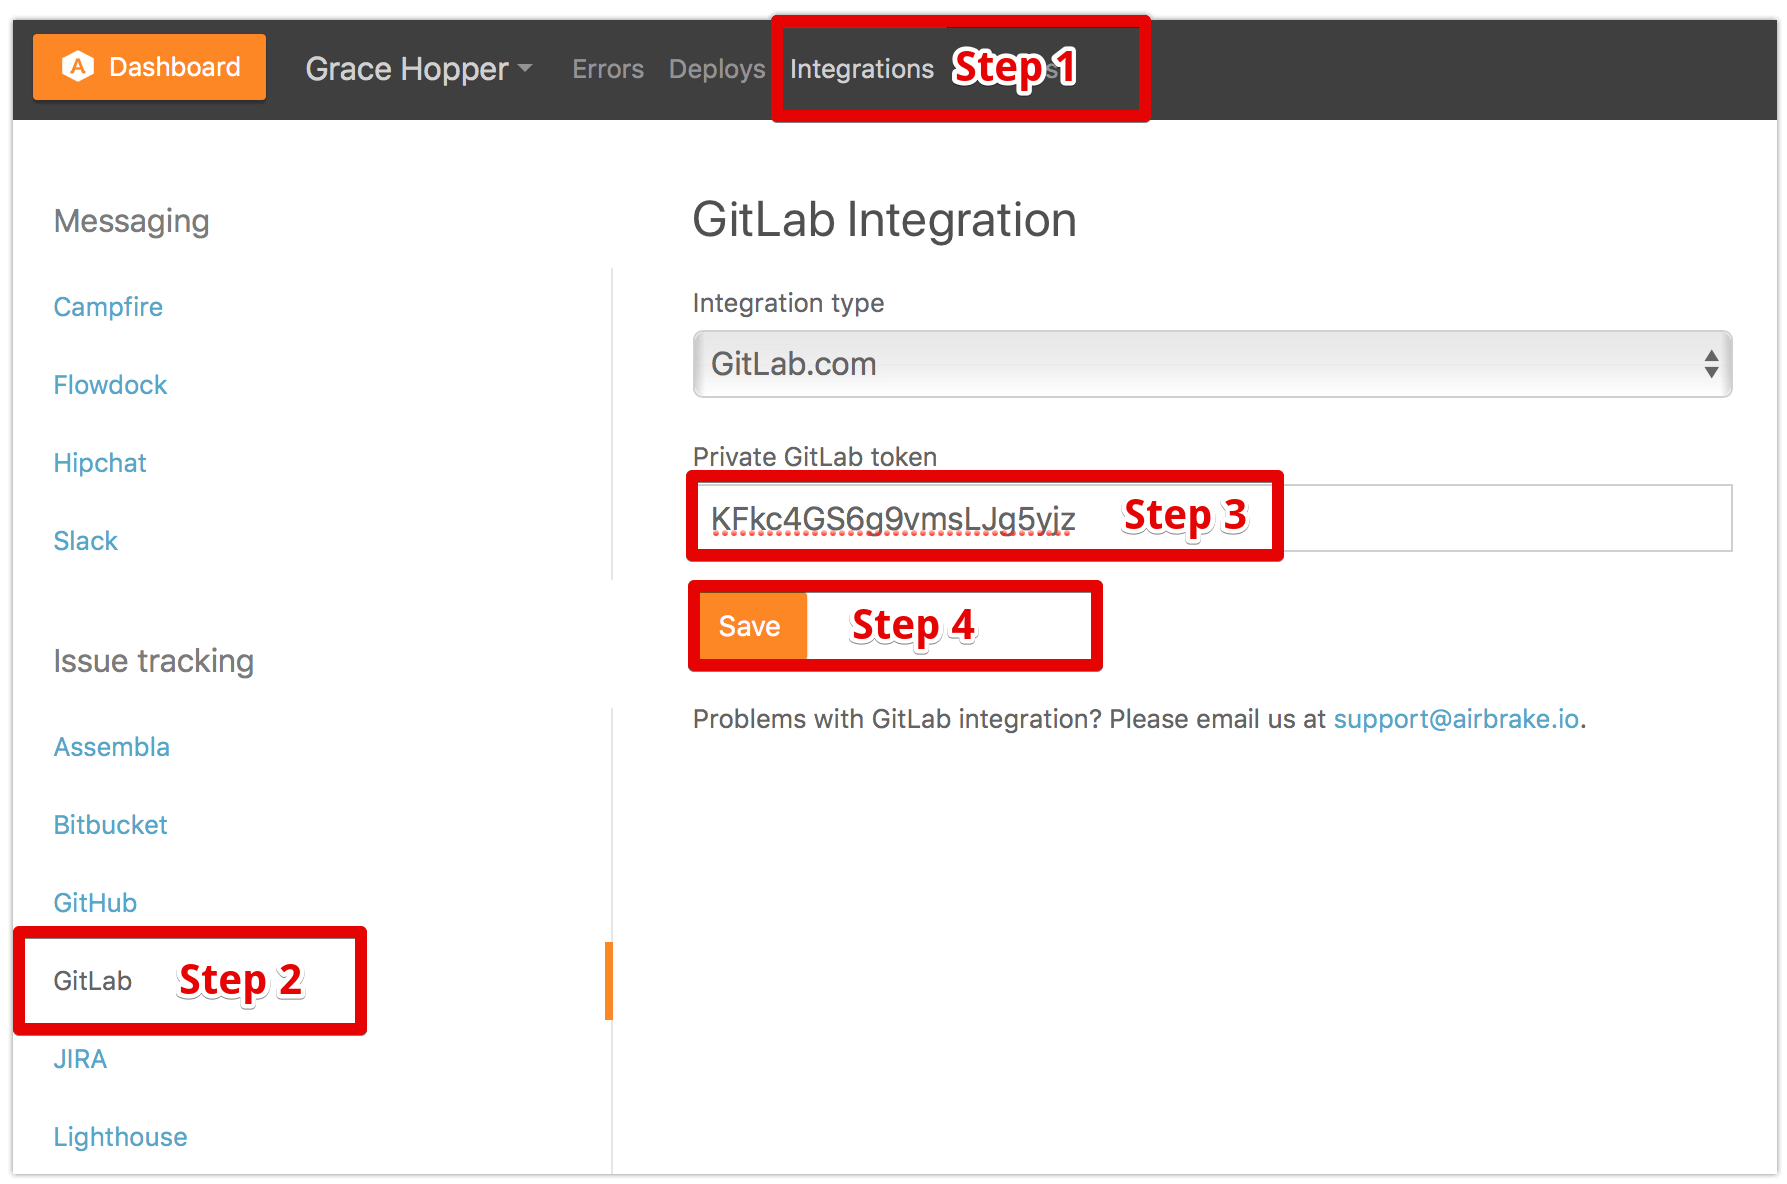 Dashboard Grace Hopper Errors Deploys Integrations Step 1
Messaging
Campfire
Flowdock
Hipchat
Slack
Issue tracking
Assembla
Bitbucket
GitHub
GitLab Step 2
JIRA
Lighthouse
GitLab Integration
Integration type
GitLab.com
Private GitLab token
KFkc4GS6g9vmsLJg5yjz Step 3
Save Step 4
Problems with GitLab integration? Please email us at support@airbrake.io.